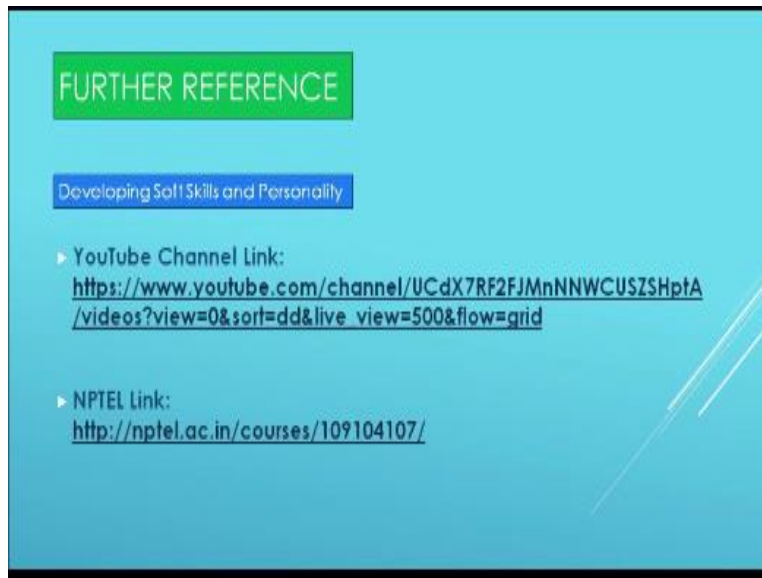 FURTHER REFERENCE
Developing Soft Skills and Personality
YouTube Channel Link:
https://www.youtube.com/channel/UCdX7RF2FJMnNNWCUSZSHptA
/videos?view=0&sort=dd&live_view=500&flow=grid
NPTEL Link:
http://nptel.ac.in/courses/109104107/